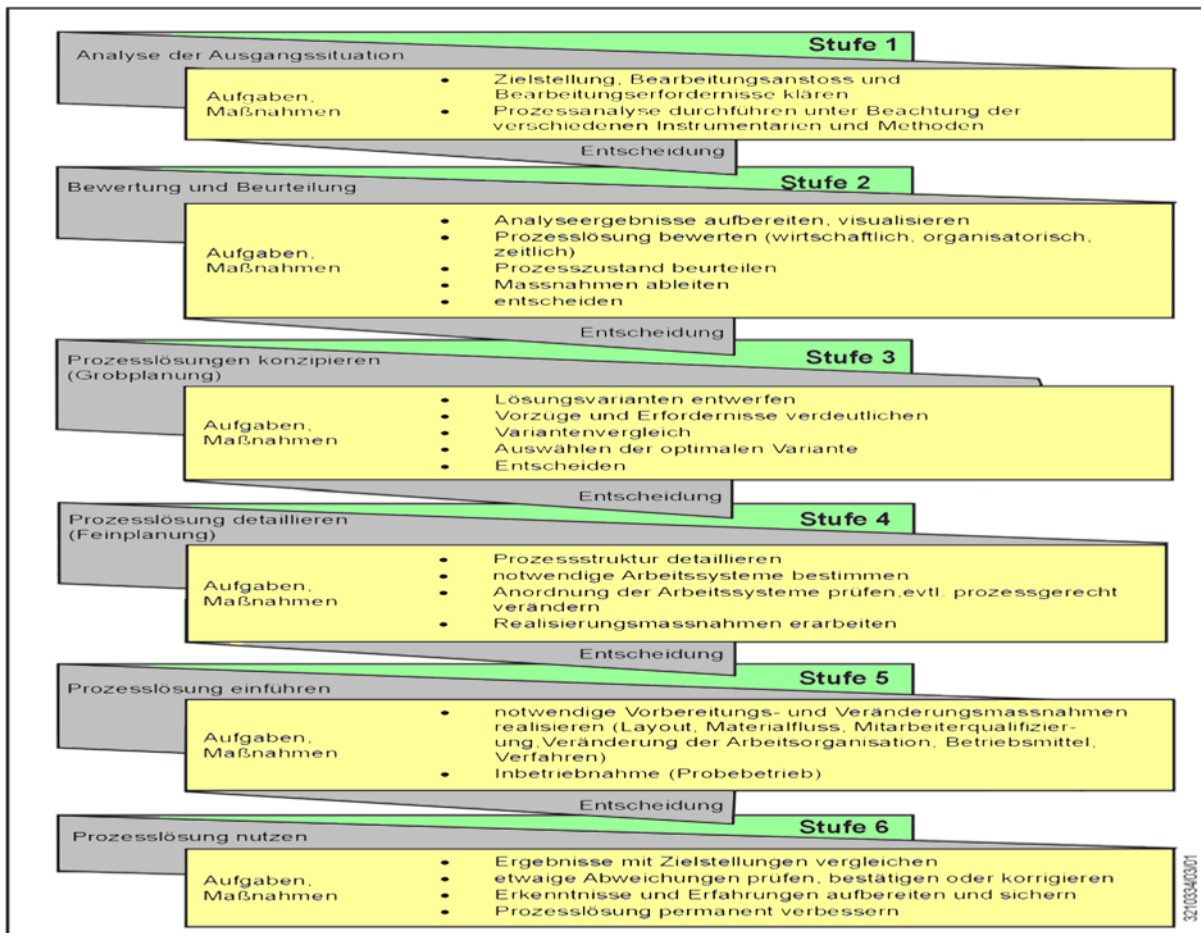 Stufe 1
Analyse der Ausgangssituation
Aufgaben,
Maßnahmen
• Zielstellung, Bearbeitungsanstoss und
Bearbeitungserfordernisse klären
• Prozessanalyse durchführen unter Beachtung der
verschiedenen Instrumentarien und Methoden
Entscheidung
Stufe 2
Bewertung und Beurteilung
Aufgaben,
Maßnahmen
• Analyseergebnisse aufbereiten, visualisieren
• Prozesslösung bewerten (wirtschaftlich, organisatorisch,
zeitlich)
• Prozesszustand beurteilen
• Massnahmen ableiten
• entscheiden
Entscheidung
Stufe 3
Prozesslösungen konzipieren
(Grobplanung)
Aufgaben,
Maßnahmen
• Lösungsvarianten entwerfen
• Vorzüge und Erfordernisse verdeutlichen
• Variantenvergleich
• Auswählen der optimalen Variante
• Entscheiden
Entscheidung
Stufe 4
Prozesslösung detaillieren
(Feinplanung)
Aufgaben,
Maßnahmen
• Prozessstruktur detaillieren
• notwendige Arbeitssysteme bestimmen
• Anordnung der Arbeitssysteme prüfen,evtl. prozessgerecht
verändern
• Realisierungsmassnahmen erarbeiten
Entscheidung
Stufe 5
Prozesslösung einführen
Aufgaben,
Maßnahmen
• notwendige Vorbereitungs- und Veränderungsmassnahmen
realisieren (Layout, Materialfluss, Mitarbeiterqualifizier-
ung,Veränderung der Arbeitsorganisation, Betriebsmittel,
Verfahren)
• Inbetriebnahme (Probebetrieb)
Entscheidung
Stufe 6
Prozesslösung nutzen
Aufgaben,
Maßnahmen
• Ergebnisse mit Zielstellungen vergleichen
• etwaige Abweichungen prüfen, bestätigen oder korrigieren
• Erkenntnisse und Erfahrungen aufbereiten und sichern
• Prozesslösung permanent verbessern
3210334/03/01